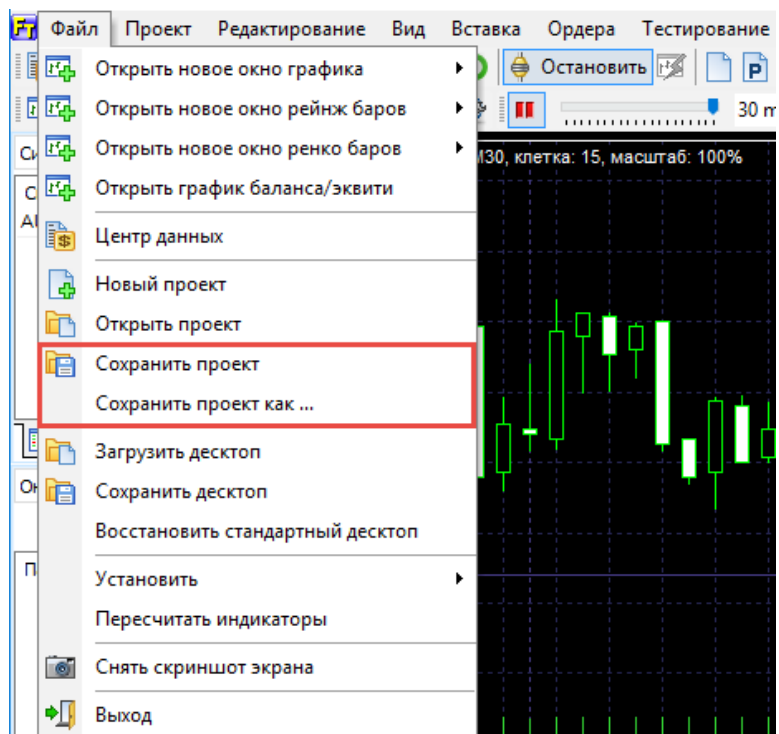 FT Файл Проект Редактирование Вид Вставка Ордера Тестирование
Открыть новое окно графика
Остановить
Открыть новое окно рейнж баров
30 m
Открыть новое окно ренко баров
M30, клетка: 15, масштаб: 100%
Открыть график баланса/эквити
Центр данных
Новый проект
Открыть проект
Сохранить проект
Сохранить проект как ...
Загрузить десктоп
Сохранить десктоп
Восстановить стандартный десктоп
Установить
Пересчитать индикаторы
Снять скриншот экрана
Выход